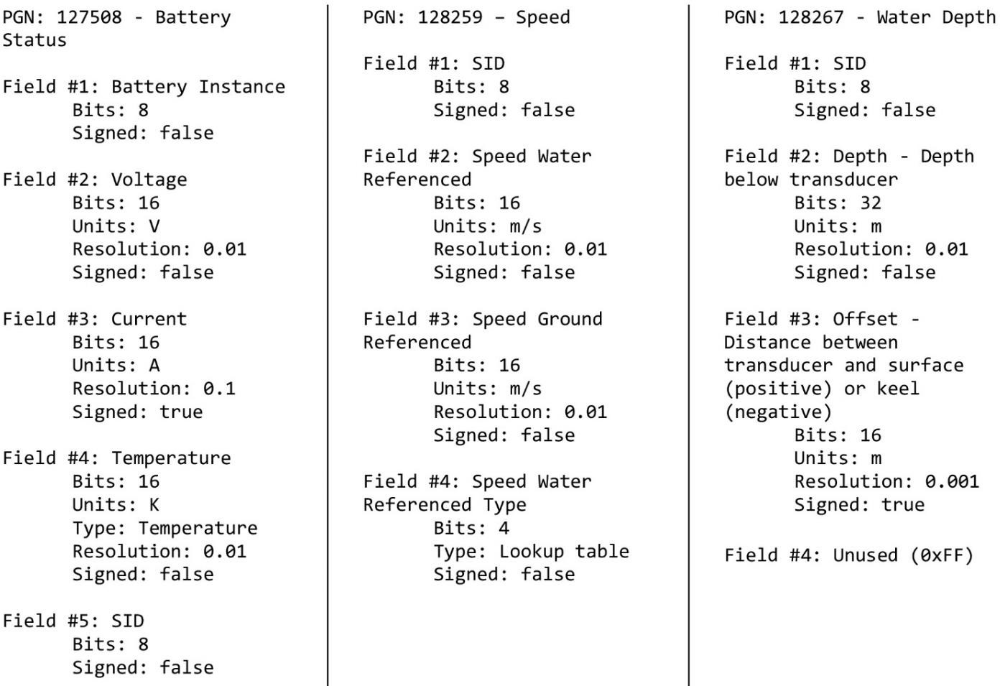 PGN: 127508 - Battery
Status
Field #1: Battery Instance
Bits: 8
Signed: false
Field #2: Voltage
Bits: 16
Units: V
Resolution: 0.01
Signed: false
Field #3: Current
Bits: 16
Units: A
Resolution: 0.1
Signed: true
Field #4: Temperature
Bits: 16
Units: K
Type: Temperature
Resolution: 0.01
Signed: false
Field #5: SID
Bits: 8
Signed: false
PGN: 128259 – Speed
Field #1: SID
Bits: 8
Signed: false
Field #2: Speed Water
Referenced
Bits: 16
Units: m/s
Resolution: 0.01
Signed: false
Field #3: Speed Ground
Referenced
Bits: 16
Units: m/s
Resolution: 0.01
Signed: false
Field #4: Speed Water
Referenced Type
Bits: 4
Type: Lookup table
Signed: false
PGN: 128267 - Water Depth
Field #1: SID
Bits: 8
Signed: false
Field #2: Depth - Depth
below transducer
Bits: 32
Units: m
Resolution: 0.01
Signed: false
Field #3: Offset -
Distance between
transducer and surface
(positive) or keel
(negative)
Bits: 16
Units: m
Resolution: 0.001
Signed: true
Field #4: Unused (0xFF)